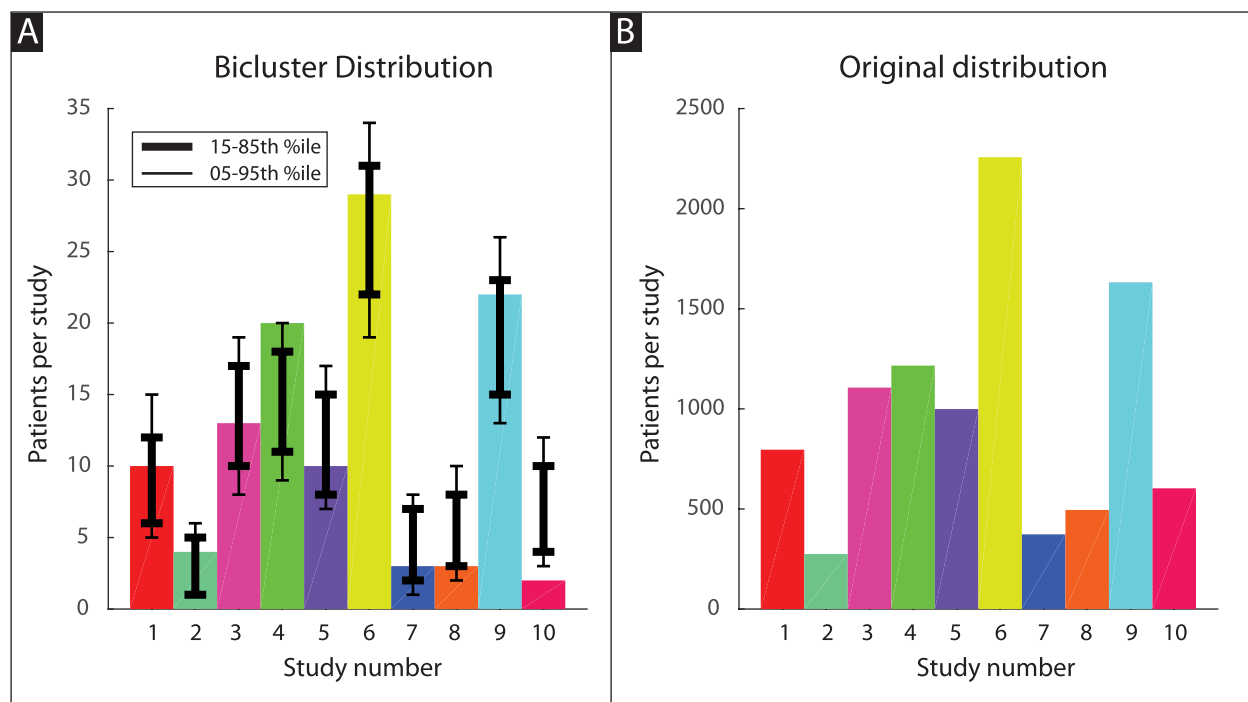 A
Bicluster Distribution
35
30
25
20
15
10
5
0
Patients per study
15-85th %ile
05-95th %ile
1 2 3 4 5 6 7 8 9 10
Study number
B
Original distribution
2500
2000
1500
1000
500
0
Patients per study
1 2 3 4 5 6 7 8 9 10
Study number